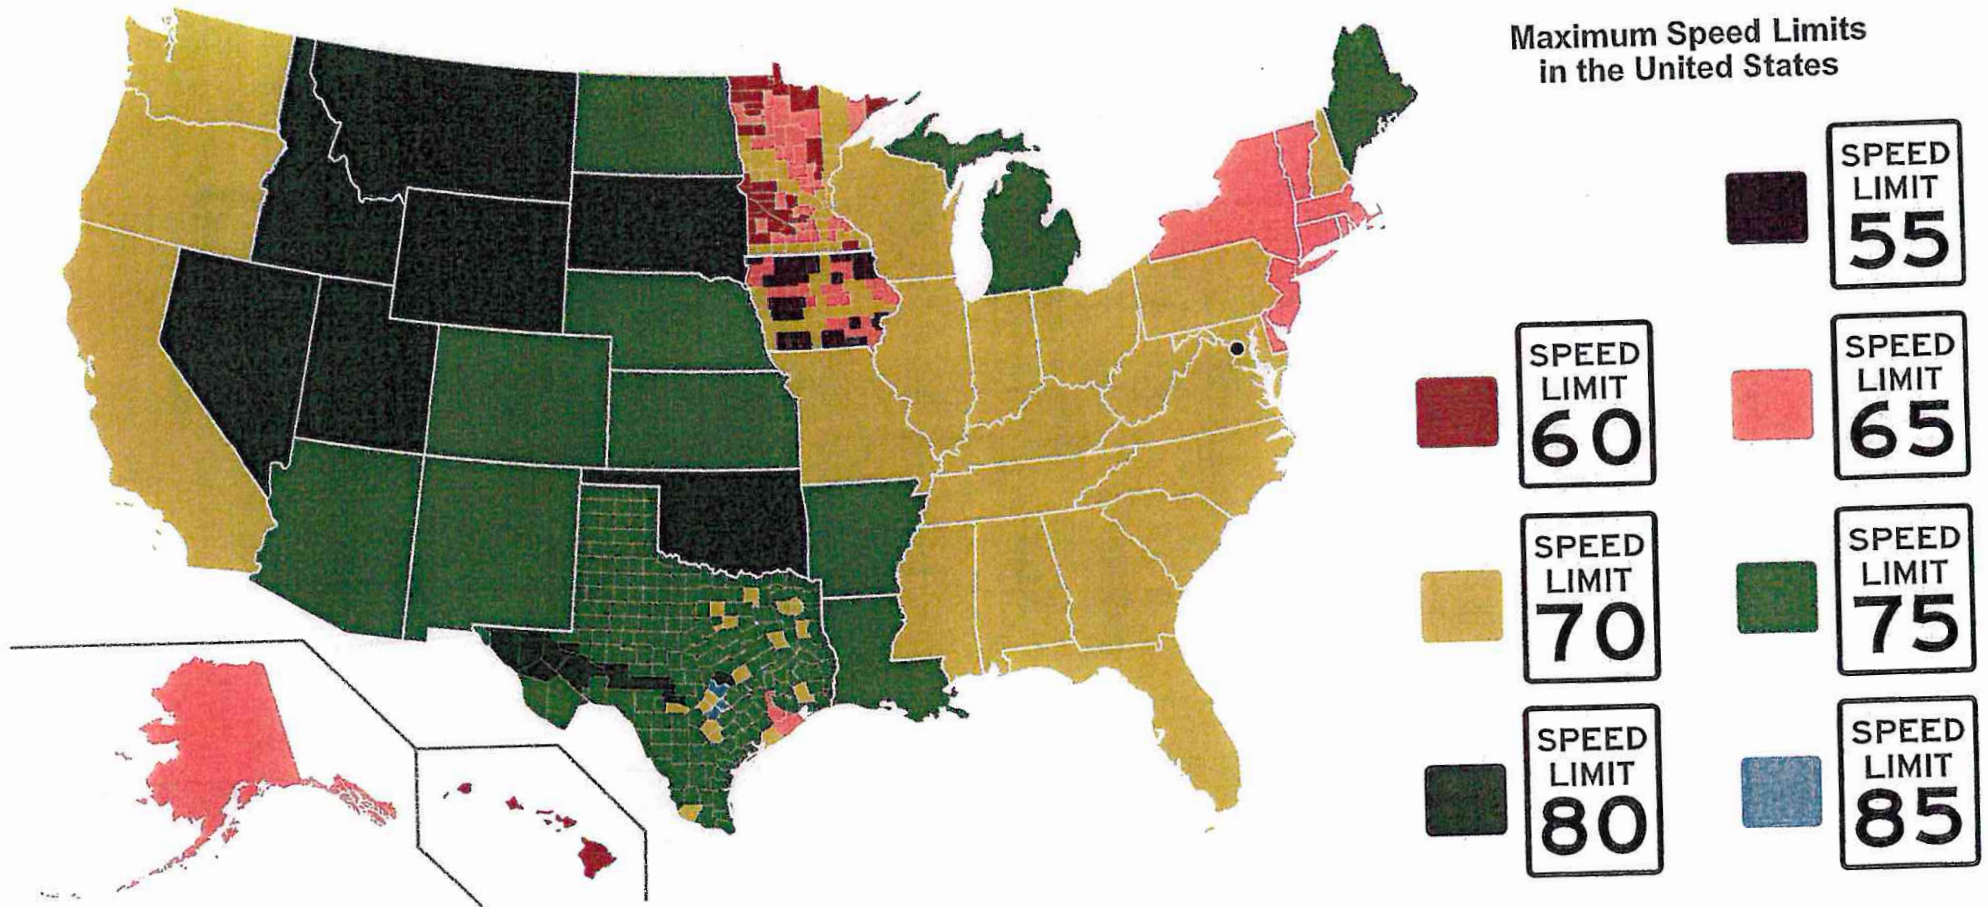 Maximum Speed Limits
in the United States
SPEED
LIMIT
55
SPEED
LIMIT
60
SPEED
LIMIT
65
SPEED
LIMIT
70
SPEED
LIMIT
75
SPEED
LIMIT
80
SPEED
LIMIT
85